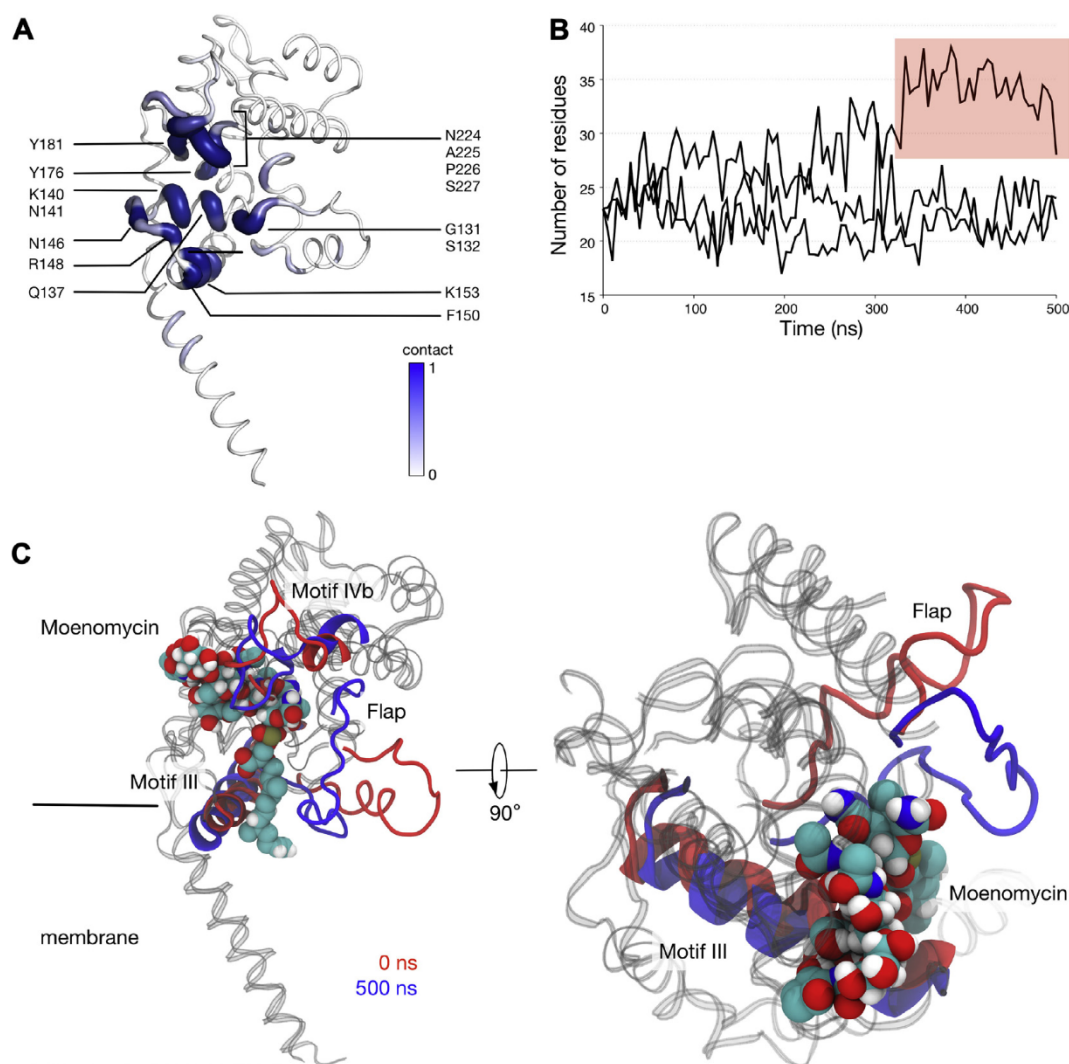 A
Y181
Y176
K140
N141
N146
R148
Q137
N224
A225
P226
S227
G131
S132
K153
F150
contact
1
0
B
Number of residues
40
35
30
25
20
15
0
100
200
300
400
500
Time (ns)
C
Motif IVb
Moenomycin
Flap
Motif III
membrane
0 ns
500 ns
90°
Flap
Moenomycin
Motif III